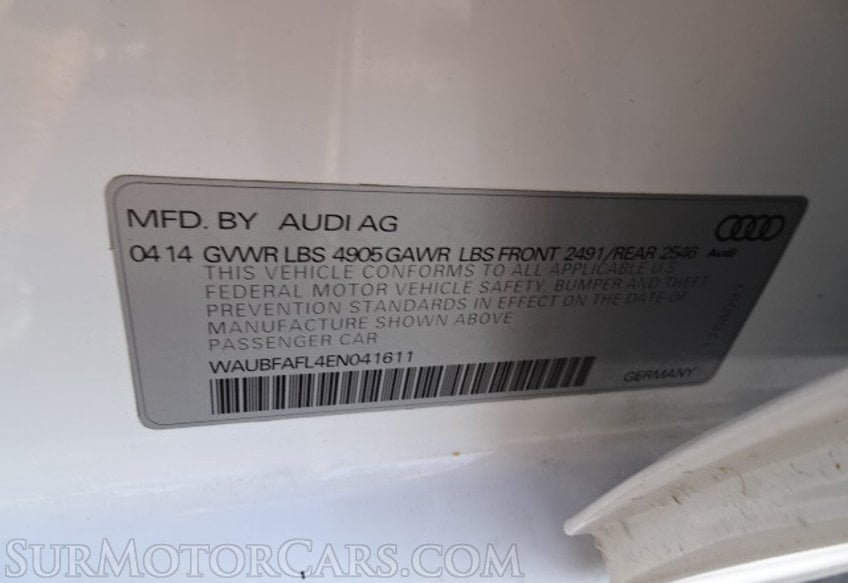 MFD. BY AUDI AG
04 14 GVWR LBS 4905 GAWR LBS FRONT 2491/REAR 2546 Audi
THIS VEHICLE CONFORMS TO ALL APPLICABLE U.S.
FEDERAL MOTOR VEHICLE SAFETY, BUMPER AND THEFT
PREVENTION STANDARDS IN EFFECT ON THE DATE OF
MANUFACTURE SHOWN ABOVE
PASSENGER CAR
WAUBFAFL4EN041611
GERMANY
SURMOTORCARS.COM